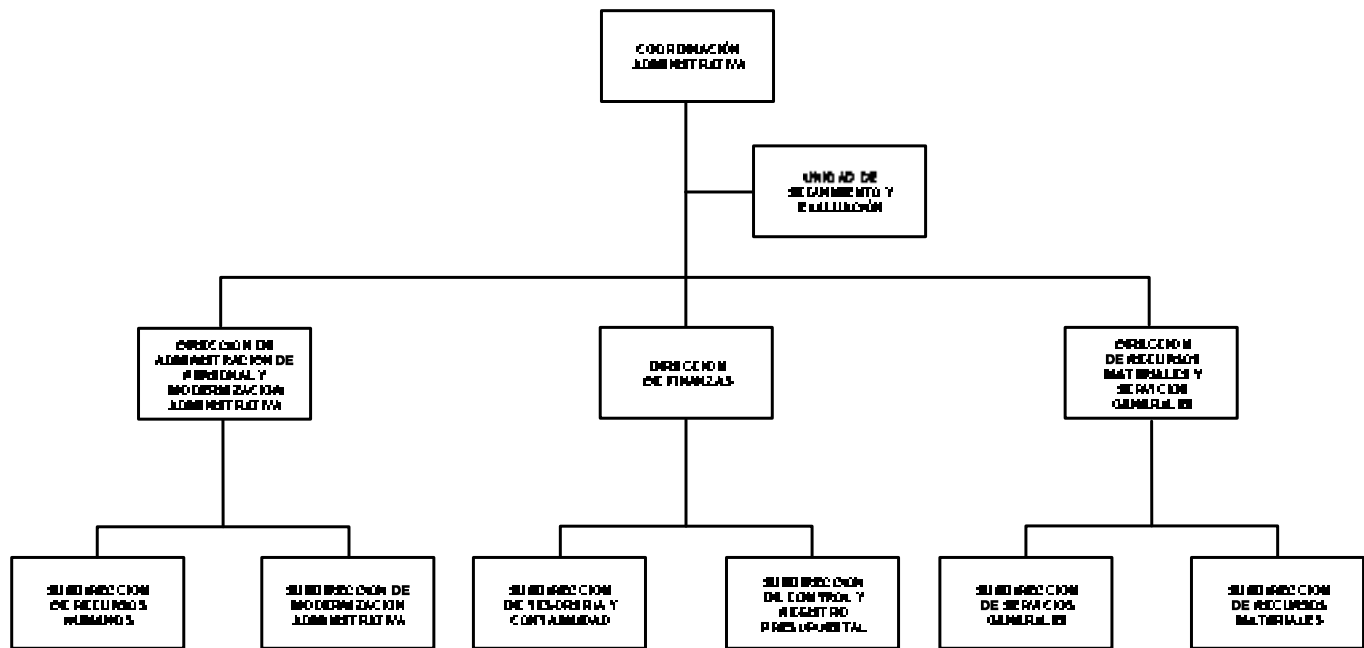 COORDINACIÓN
ADMINISTRATIVA
UNIDAD DE
SEGUIMIENTO Y
EVALUACIÓN
DIRECCION DE
ADMINISTRACION DE
PERSONAL Y
MODERNIZACION
ADMINISTRATIVA
DIRECCION
DE FINANZAS
DIRECCION
DE RECURSOS
MATERIALES Y
SERVICIOS
GENERALES
SUBDIRECCION
DE RECURSOS
HUMANOS
SUBDIRECCION DE
MODERNIZACION
ADMINISTRATIVA
SUBDIRECCION
DE TESORERIA Y
CONTABILIDAD
SUBDIRECCION
DE CONTROL Y
REGISTRO
PRESUPUESTAL
SUBDIRECCION
DE SERVICIOS
GENERALES
SUBDIRECCION
DE RECURSOS
MATERIALES